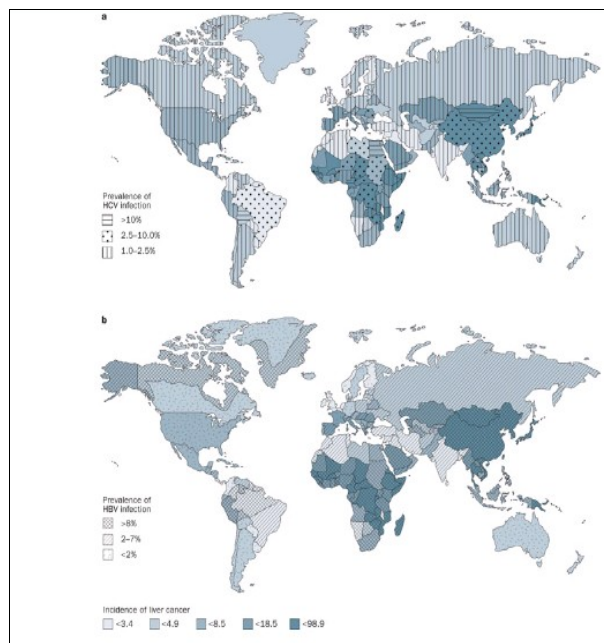 a
Prevalence of
HCV infection
>10%
2.5–10.0%
1.0–2.5%
b
Prevalence of
HBV infection
>8%
2–7%
<2%
Incidence of liver cancer
<3.4 <4.9 <8.5 <18.5 <98.9